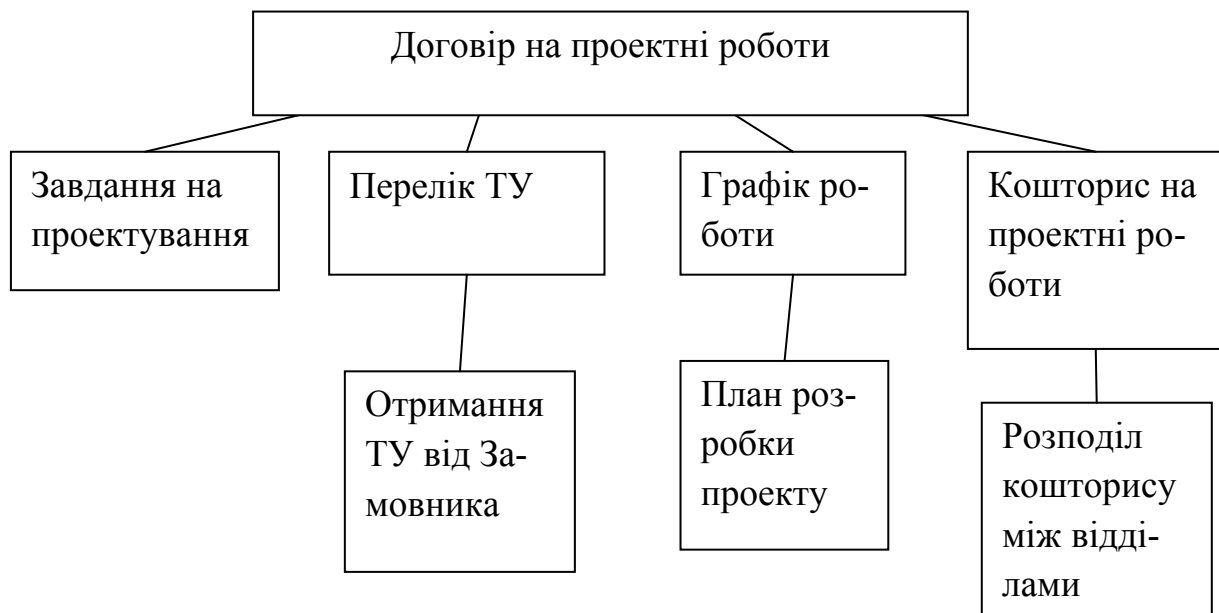 Договір на проектні роботи
Завдання на
проектування
Перелік ТУ
Графік ро-
боти
Кошторис на
проектні ро-
боти
Отримання
ТУ від За-
мовника
План роз-
робки
проекту
Розподіл
кошторису
між відді-
лами